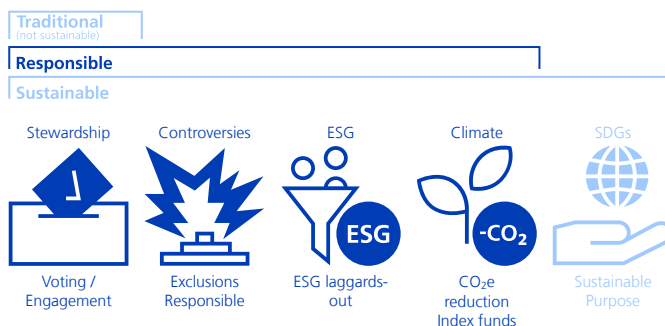 Traditional
(not sustainable)
Responsible
Sustainable
Stewardship
Controversies
ESG
Climate
SDGs
ESG
-CO₂
Voting /
Engagement
Exclusions
Responsible
ESG laggards-
out
CO₂e
reduction
Index funds
Sustainable
Purpose